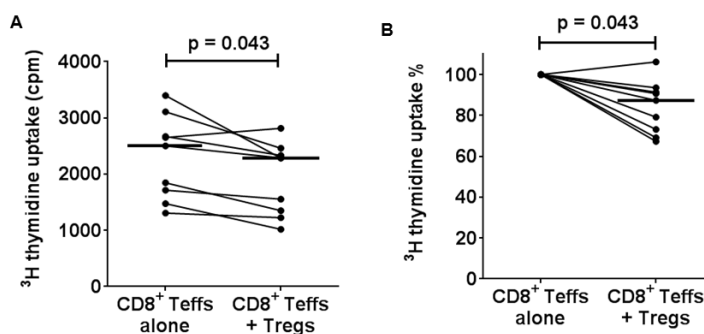 A
p = 0.043
³H thymidine uptake (cpm)
4000
3000
2000
1000
0
CD8⁺ Teffs
alone
CD8⁺ Teffs
+ Tregs
B
p = 0.043
³H thymidine uptake %
100
80
60
40
20
0
CD8⁺ Teffs
alone
CD8⁺ Teffs
+ Tregs